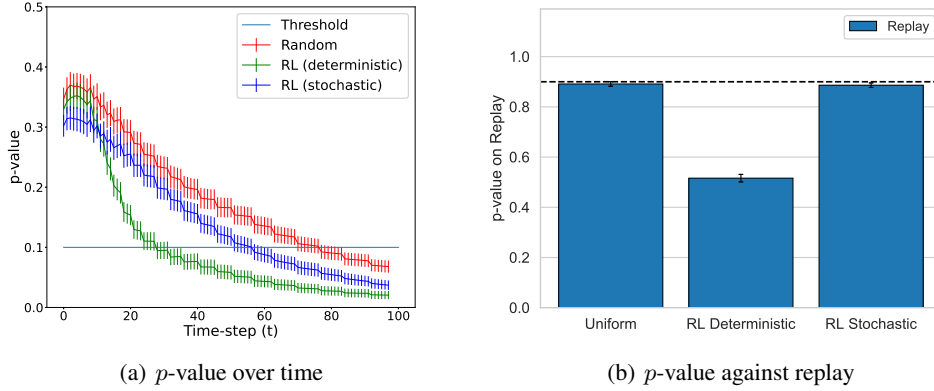 0.5
0.4
0.3
0.2
0.1
0.0
p-value
0
20
40
60
80
100
Time-step (t)
Threshold
Random
RL (deterministic)
RL (stochastic)
(a) p-value over time
1.0
0.8
0.6
0.4
0.2
0.0
p-value on Replay
Replay
Uniform
RL Deterministic
RL Stochastic
(b) p-value against replay